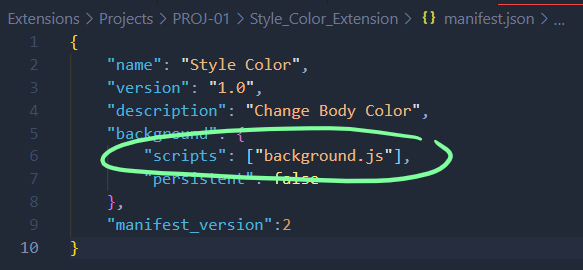 Extensions > Projects > PROJ-01 > Style_Color_Extension > {} manifest.json > ...
1 {
2 "name": "Style Color",
3 "version": "1.0",
4 "description": "Change Body Color",
5 "background": {
6 "scripts": ["background.js"],
7 "persistent": false
8 },
9 "manifest_version":2
10 }